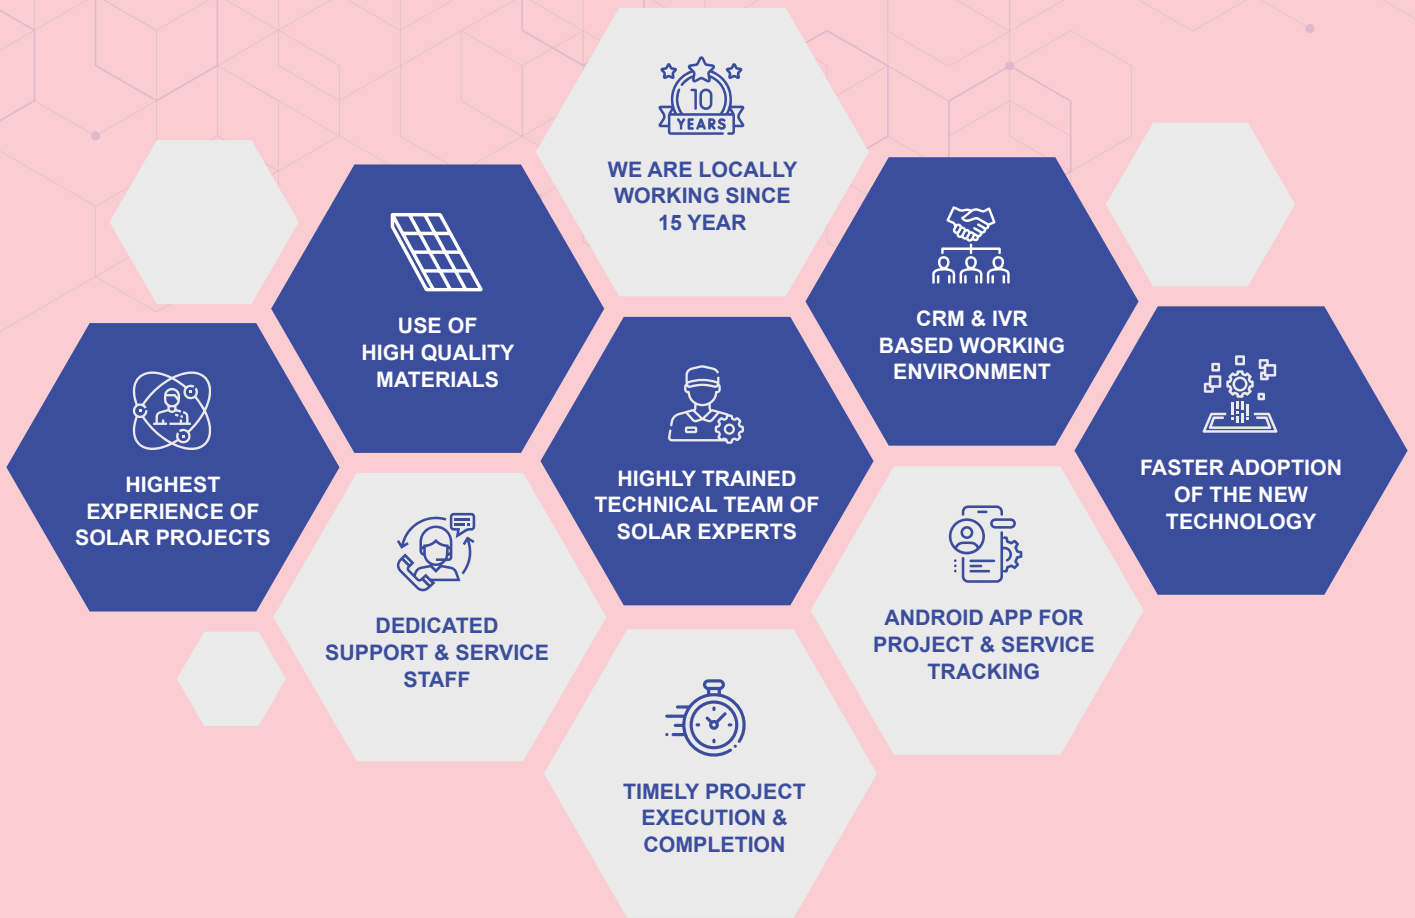 10
YEARS
WE ARE LOCALLY
WORKING SINCE
15 YEAR
USE OF
HIGH QUALITY
MATERIALS
CRM & IVR
BASED WORKING
ENVIRONMENT
HIGHEST
EXPERIENCE OF
SOLAR PROJECTS
HIGHLY TRAINED
TECHNICAL TEAM OF
SOLAR EXPERTS
FASTER ADOPTION
OF THE NEW
TECHNOLOGY
DEDICATED
SUPPORT & SERVICE
STAFF
ANDROID APP FOR
PROJECT & SERVICE
TRACKING
TIMELY PROJECT
EXECUTION &
COMPLETION